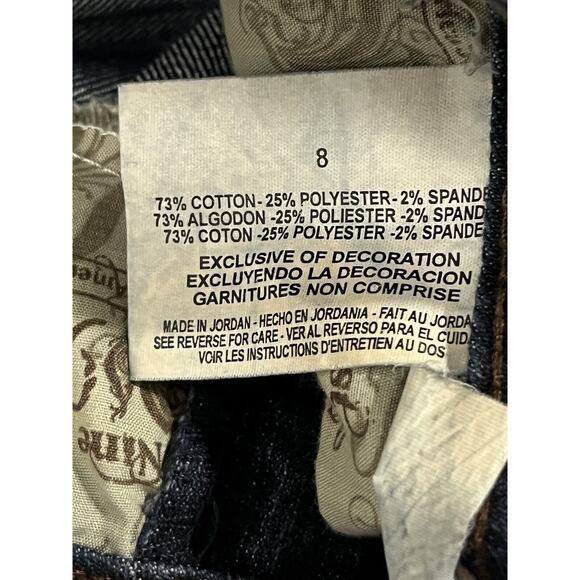 8
73% COTTON - 25% POLYESTER - 2% SPANDE
73% ALGODON -25% POLIESTER -2% SPAND
73% COTON -25% POLYESTER -2% SPANDE
EXCLUSIVE OF DECORATION
EXCLUYENDO LA DECORACION
GARNITURES NON COMPRISE
MADE IN JORDAN - HECHO EN JORDANIA - FAIT AU JORDA
SEE REVERSE FOR CARE - VER AL REVERSO PARA EL CUIDA
VOIR LES INSTRUCTIONS D'ENTRETIEN AU DOS
Nine